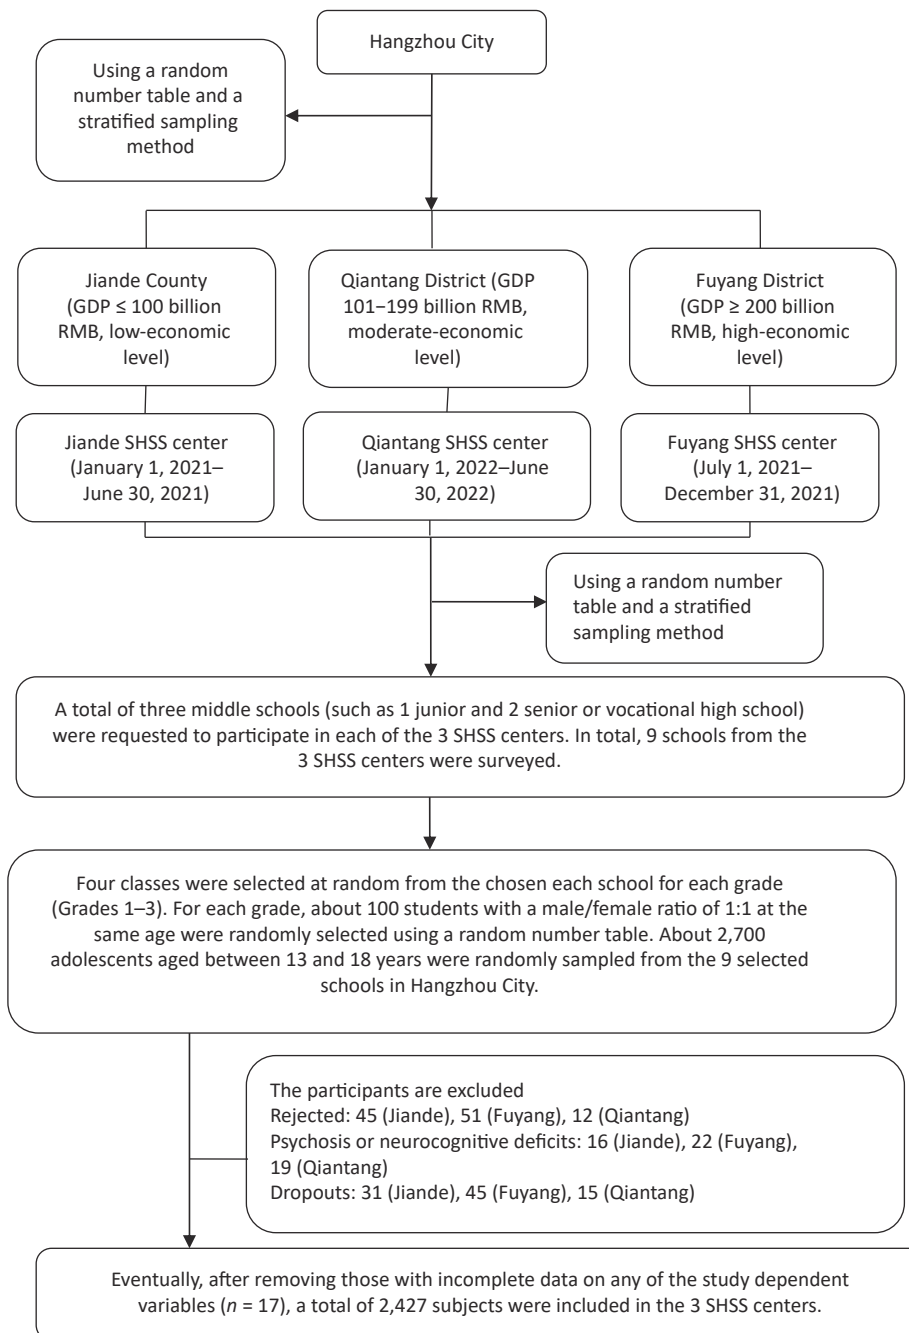 Hangzhou City
Using a random
number table and a
stratified sampling
method
Jiande County
(GDP ≤ 100 billion
RMB, low-economic
level)
Qiantang District (GDP
101–199 billion RMB,
moderate-economic
level)
Fuyang District
(GDP ≥ 200 billion
RMB, high-economic
level)
Jiande SHSS center
(January 1, 2021–
June 30, 2021)
Qiantang SHSS center
(January 1, 2022–June
30, 2022)
Fuyang SHSS center
(July 1, 2021–
December 31, 2021)
Using a random number
table and a stratified
sampling method
A total of three middle schools (such as 1 junior and 2 senior or vocational high school)
were requested to participate in each of the 3 SHSS centers. In total, 9 schools from the
3 SHSS centers were surveyed.
Four classes were selected at random from the chosen each school for each grade
(Grades 1–3). For each grade, about 100 students with a male/female ratio of 1:1 at the
same age were randomly selected using a random number table. About 2,700
adolescents aged between 13 and 18 years were randomly sampled from the 9 selected
schools in Hangzhou City.
The participants are excluded
Rejected: 45 (Jiande), 51 (Fuyang), 12 (Qiantang)
Psychosis or neurocognitive deficits: 16 (Jiande), 22 (Fuyang),
19 (Qiantang)
Dropouts: 31 (Jiande), 45 (Fuyang), 15 (Qiantang)
Eventually, after removing those with incomplete data on any of the study dependent
variables (n = 17), a total of 2,427 subjects were included in the 3 SHSS centers.